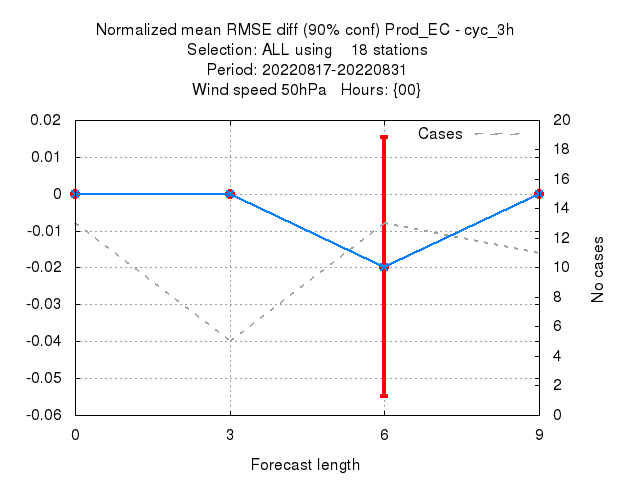 Normalized mean RMSE diff (90% conf) Prod_EC - cyc_3h
Selection: ALL using 18 stations
Period: 20220817-20220831
Wind speed 50hPa Hours: {00}
Cases
0.02
0.01
0
-0.01
-0.02
-0.03
-0.04
-0.05
-0.06
20
18
16
14
12
10
8
6
4
2
0
No cases
0 3 6 9
Forecast length